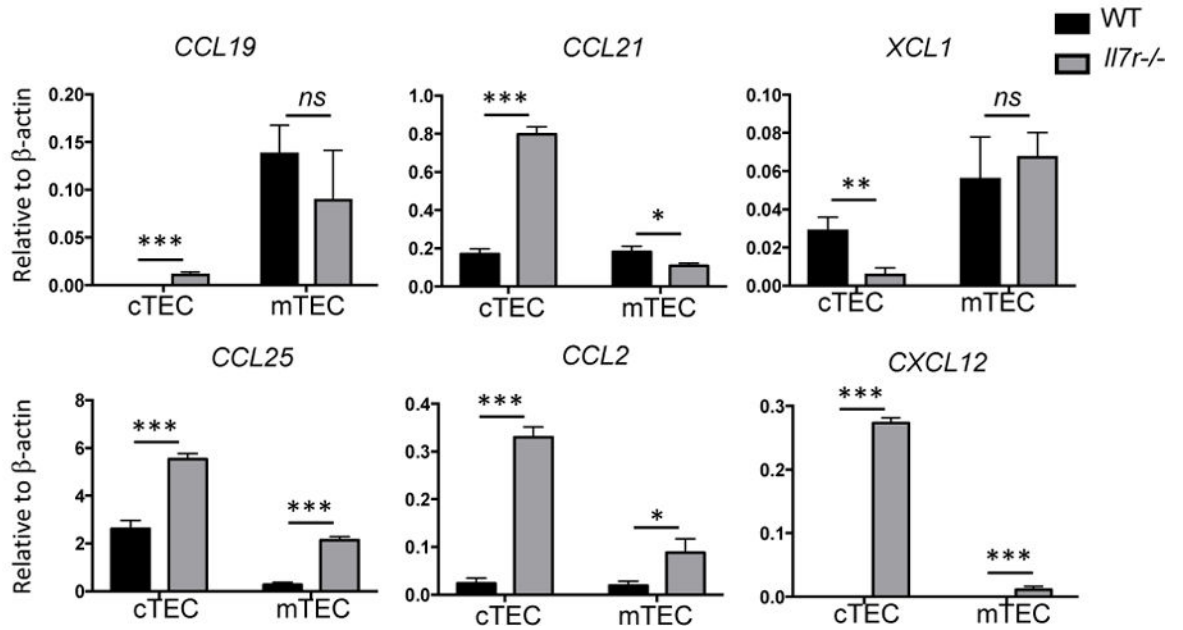 WT
Il7r-/-
CCL19
CCL21
XCL1
Relative to β-actin
0.20
0.15
0.10
0.05
0.00
***
ns
cTEC
mTEC
1.0
0.8
0.6
0.4
0.2
0.0
***
*
cTEC
mTEC
0.10
0.08
0.06
0.04
0.02
0.00
**
ns
cTEC
mTEC
CCL25
CCL2
CXCL12
Relative to β-actin
8
6
4
2
0
***
***
cTEC
mTEC
0.4
0.3
0.2
0.1
0.0
***
*
cTEC
mTEC
0.3
0.2
0.1
0.0
***
***
cTEC
mTEC